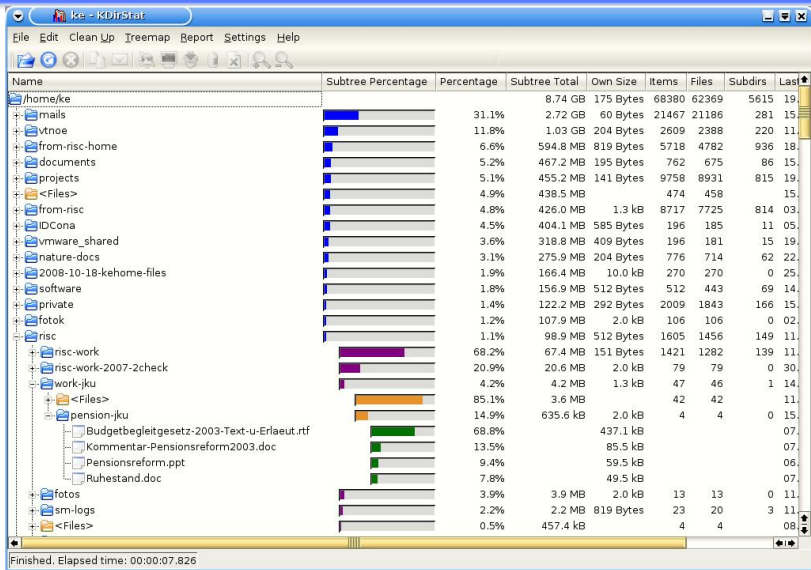 ke - KDirStat
File Edit Clean Up Treemap Report Settings Help
Name Subtree Percentage Percentage Subtree Total Own Size Items Files Subdirs Last
/home/ke 8.74 GB 175 Bytes 68380 62369 5615 19.
mails 31.1% 2.72 GB 60 Bytes 21467 21186 281 15.
vtnoe 11.8% 1.03 GB 204 Bytes 2609 2388 220 11.
from-risc-home 6.6% 594.8 MB 819 Bytes 5718 4782 936 18.
documents 5.2% 467.2 MB 195 Bytes 762 675 86 15.
projects 5.1% 455.2 MB 141 Bytes 9758 8931 815 19.
<Files> 4.9% 438.5 MB 474 458 15.
from-risc 4.8% 426.0 MB 1.3 kB 8717 7725 814 03.
IDCona 4.5% 404.1 MB 585 Bytes 196 185 11 05.
vmware_shared 3.6% 318.8 MB 409 Bytes 196 181 15 19.
nature-docs 3.1% 275.9 MB 204 Bytes 776 714 62 22.
2008-10-18-kehome-files 1.9% 166.4 MB 10.0 kB 270 270 0 25.
software 1.8% 156.9 MB 512 Bytes 512 443 69 14.
private 1.4% 122.2 MB 292 Bytes 2009 1843 166 15.
fotok 1.2% 107.9 MB 2.0 kB 106 106 0 02.
risc 1.1% 98.9 MB 512 Bytes 1605 1456 149 11.
risc-work 68.2% 67.4 MB 151 Bytes 1421 1282 139 11.
risc-work-2007-2check 20.9% 20.6 MB 2.0 kB 79 79 0 30.
work-jku 4.2% 4.2 MB 1.3 kB 47 46 1 14.
<Files> 85.1% 3.6 MB 42 42 11.
pension-jku 14.9% 635.6 kB 2.0 kB 4 4 0 15.
Budgetbegleitgesetz-2003-Text-u-Erlaeut.rtf 68.8% 437.1 kB 07.
Kommentar-Pensionsreform2003.doc 13.5% 85.5 kB 07.
Pensionsreform.ppt 9.4% 59.5 kB 06.
Ruhestand.doc 7.8% 49.5 kB 07.
fotos 3.9% 3.9 MB 2.0 kB 13 13 0 11.
sm-logs 2.2% 2.2 MB 819 Bytes 23 20 3 11.
<Files> 0.5% 457.4 kB 4 4 08.
Finished. Elapsed time: 00:00:07.826